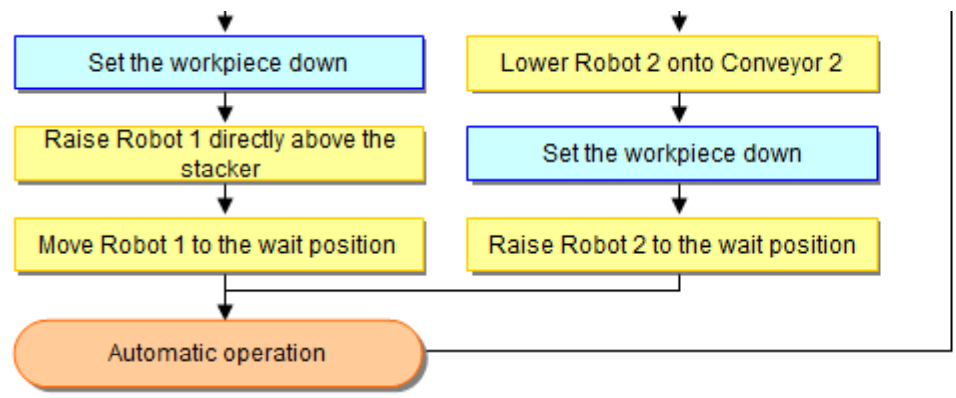 Set the workpiece down
Lower Robot 2 onto Conveyor 2
Raise Robot 1 directly above the
stacker
Set the workpiece down
Move Robot 1 to the wait position
Raise Robot 2 to the wait position
Automatic operation